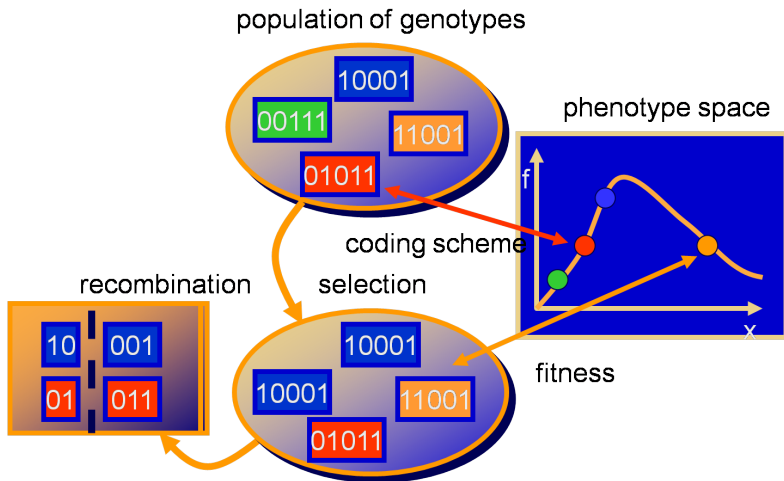 population of genotypes
10001
00111
11001
01011
phenotype space
f
x
coding scheme
recombination
selection
10
001
01
011
10001
10001
11001
01011
fitness